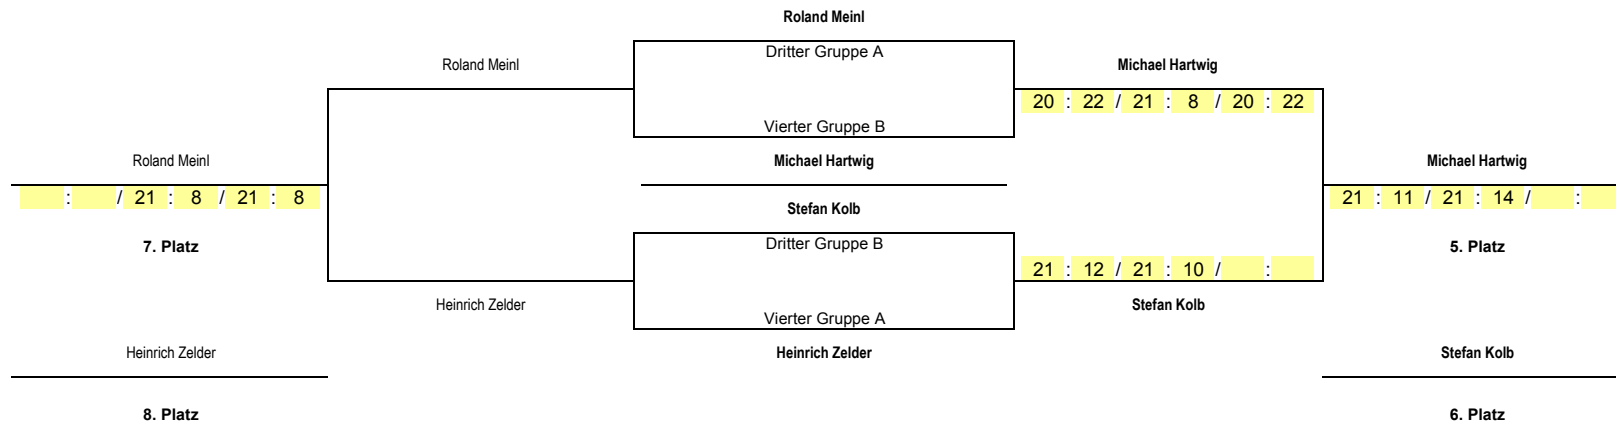 Roland Meinl
Dritter Gruppe A
Roland Meinl
Michael Hartwig
20 : 22 / 21 : 8 / 20 : 22
Vierter Gruppe B
Roland Meinl
Michael Hartwig
Michael Hartwig
: / 21 : 8 / 21 : 8
21 : 11 / 21 : 14 / :
Stefan Kolb
7. Platz
Dritter Gruppe B
5. Platz
21 : 12 / 21 : 10 / :
Heinrich Zelder
Stefan Kolb
Vierter Gruppe A
Heinrich Zelder
Heinrich Zelder
Stefan Kolb
8. Platz
6. Platz